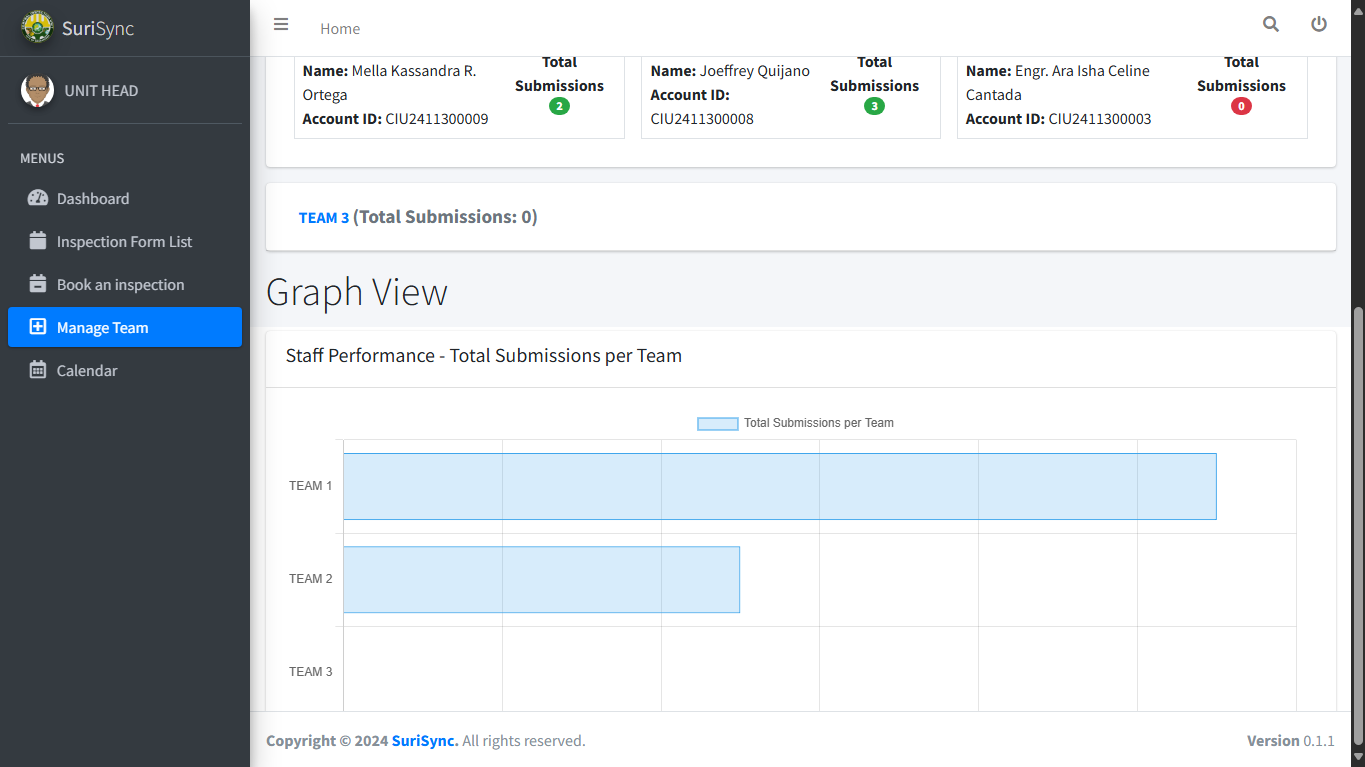 SuriSync
Home
UNIT HEAD
MENUS
Dashboard
Inspection Form List
Book an inspection
Manage Team
Calendar
Name: Mella Kassandra R.
Ortega
Account ID: CIU2411300009
Total
Submissions
2
Name: Joeffrey Quijano
Account ID:
CIU2411300008
Total
Submissions
3
Name: Engr. Ara Isha Celine
Cantada
Account ID: CIU2411300003
Total
Submissions
0
TEAM 3 (Total Submissions: 0)
Graph View
Staff Performance - Total Submissions per Team
Total Submissions per Team
TEAM 1
TEAM 2
TEAM 3
Copyright © 2024 SuriSync. All rights reserved.
Version 0.1.1